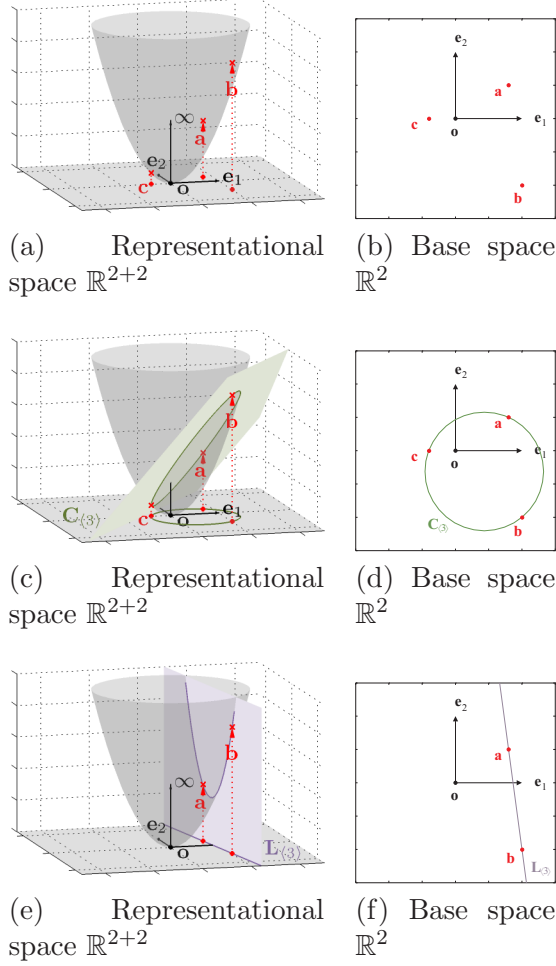 ∞
b
a
e₂
e₁
c
o
e₂
a
c
o
e₁
b
(a) Representational space ℝ²⁺²
(b) Base space ℝ²
b
a
C⟨3⟩
c
o
e₁
e₂
a
c
o
e₁
C⟨3⟩
b
(c) Representational space ℝ²⁺²
(d) Base space ℝ²
∞
b
a
e₂
o
L⟨3⟩
e₂
a
o
e₁
b
L⟨3⟩
(e) Representational space ℝ²⁺²
(f) Base space ℝ²